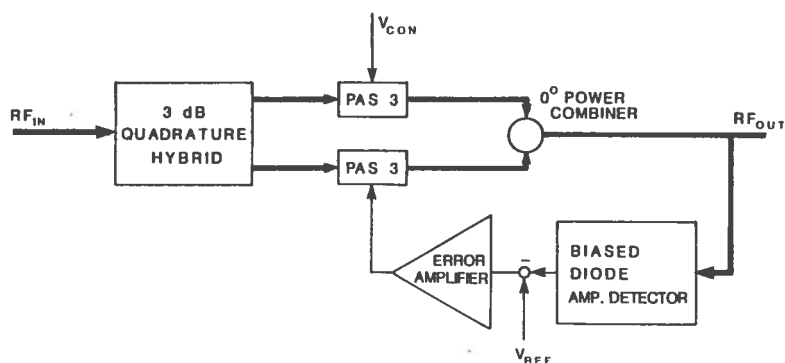 V_CON
RF_IN
3 dB
QUADRATURE
HYBRID
PAS 3
0° POWER
COMBINER
RF_OUT
PAS 3
ERROR
AMPLIFIER
–
BIASED
DIODE
AMP. DETECTOR
V_REF